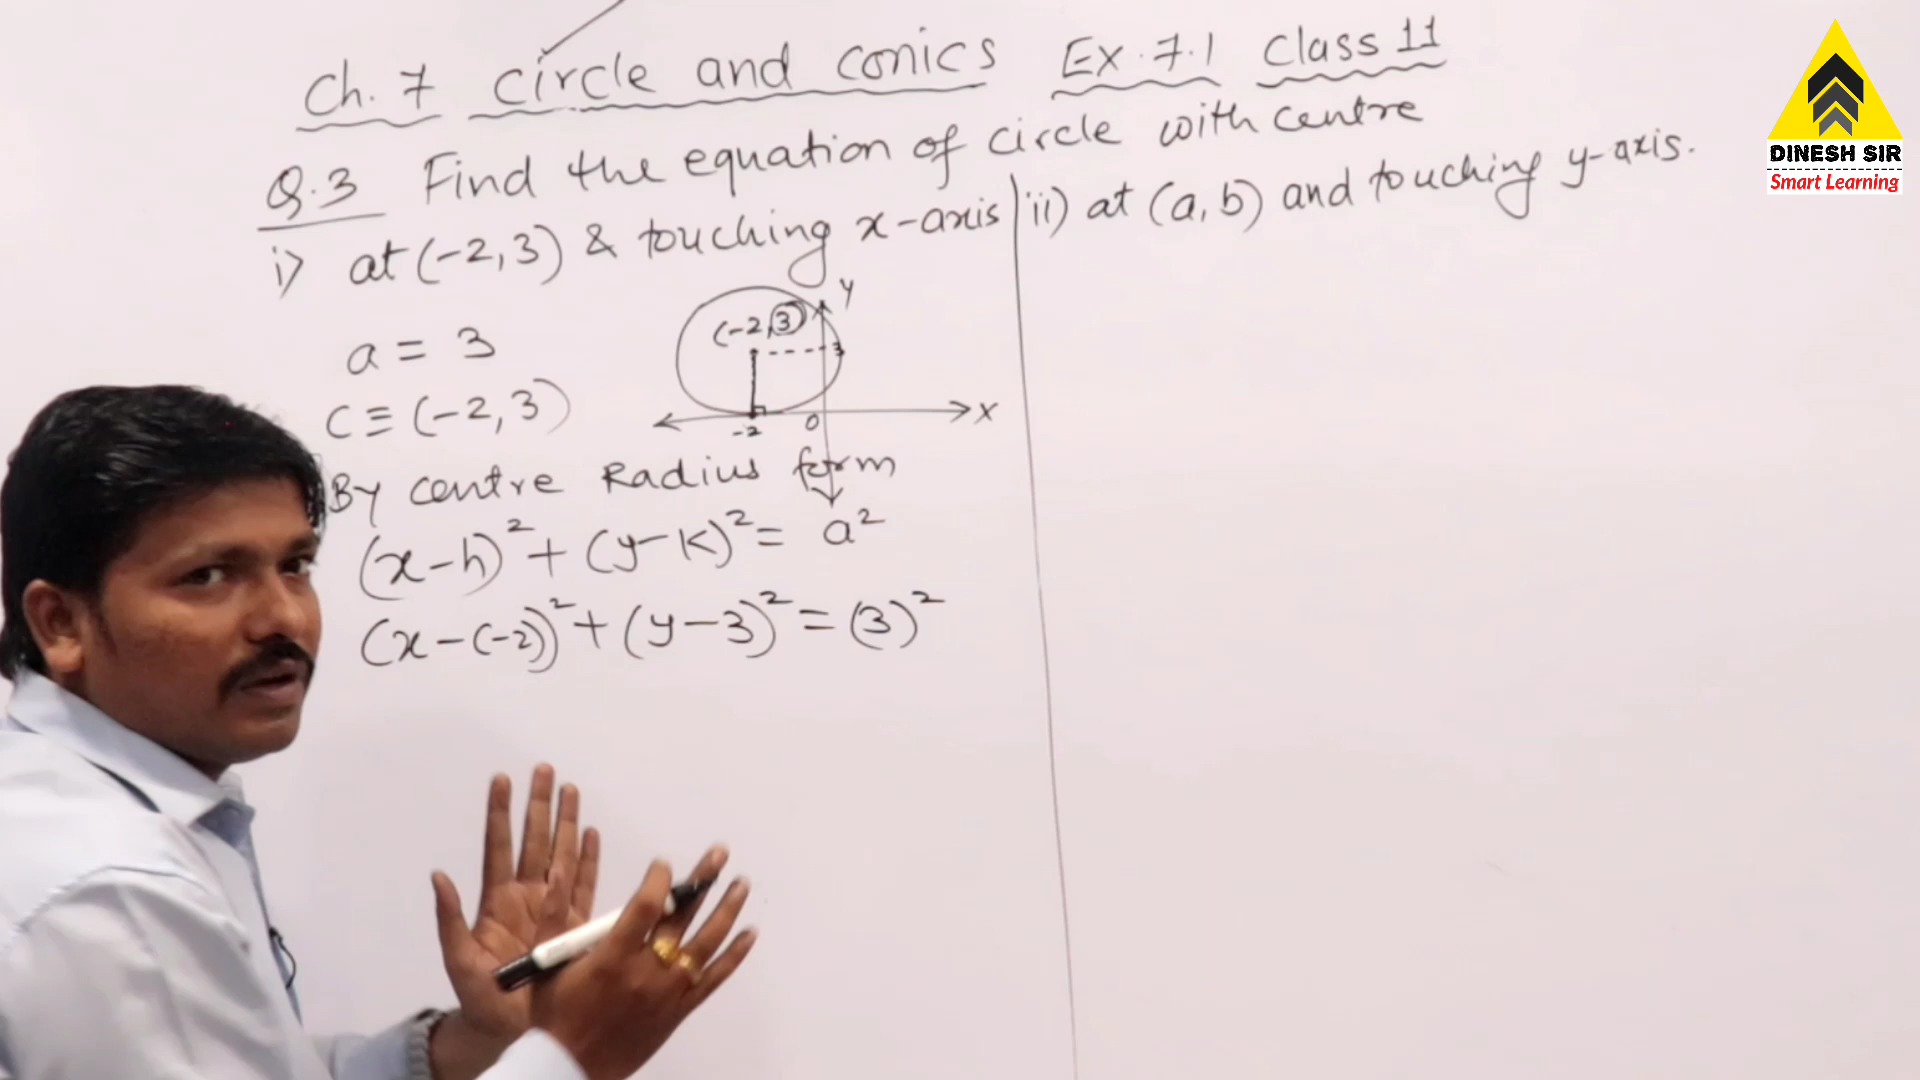 Ch. 7 circle and conics Ex. 7.1 Class 11
Q.3 Find the equation of circle with centre
i) at (-2, 3) & touching x-axis
ii) at (a, b) and touching y-axis.
a = 3
C ≡ (-2, 3)
By centre Radius form
(x-h)² + (y-k)² = a²
(x-(-2))² + (y-3)² = (3)²
Y
(-2, 3)
3
-2 0 X
DINESH SIR
Smart Learning